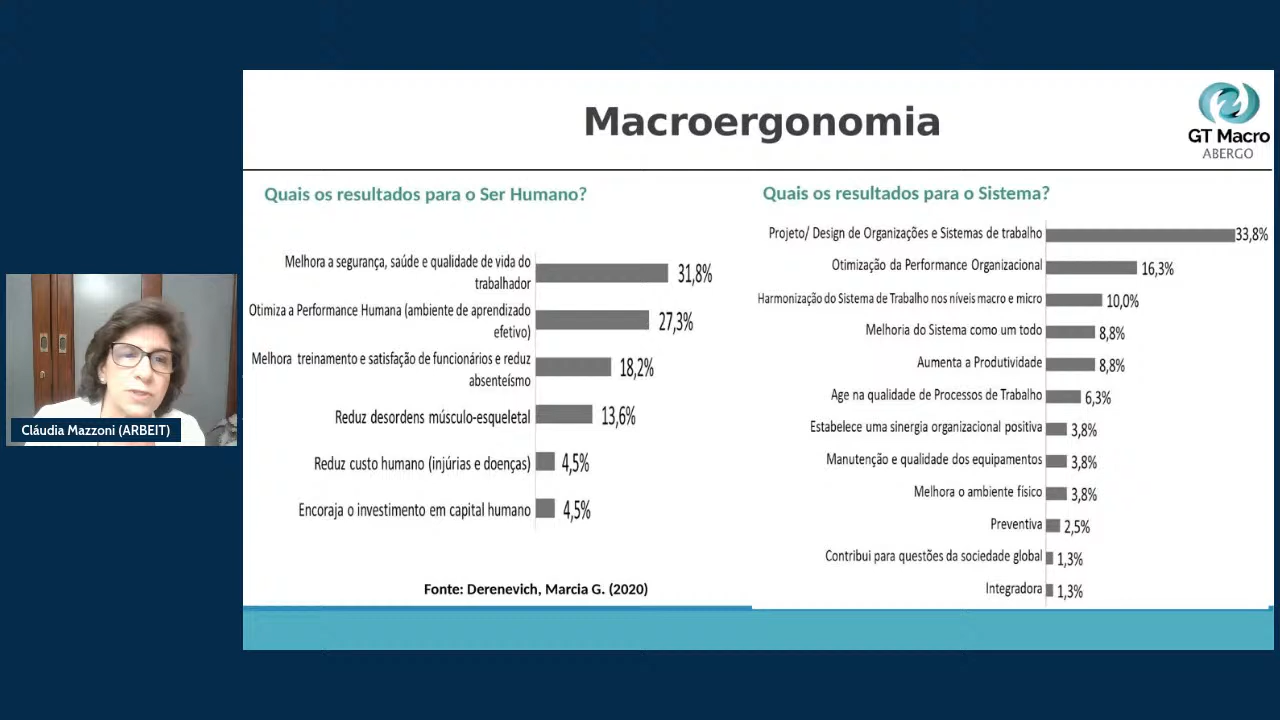 Macroergonomia
GT Macro
ABERGO
Quais os resultados para o Ser Humano?
Melhora a segurança, saúde e qualidade de vida do
trabalhador
31,8%
Otimiza a Performance Humana (ambiente de aprendizado
efetivo)
27,3%
Melhora treinamento e satisfação de funcionários e reduz
absenteísmo
18,2%
Reduz desordens músculo-esqueletal
13,6%
Reduz custo humano (injúrias e doenças)
4,5%
Encoraja o investimento em capital humano
4,5%
Fonte: Derenevich, Marcia G. (2020)
Quais os resultados para o Sistema?
Projeto/ Design de Organizações e Sistemas de trabalho
33,8%
Otimização da Performance Organizacional
16,3%
Harmonização do Sistema de Trabalho nos níveis macro e micro
10,0%
Melhoria do Sistema como um todo
8,8%
Aumenta a Produtividade
8,8%
Age na qualidade de Processos de Trabalho
6,3%
Estabelece uma sinergia organizacional positiva
3,8%
Manutenção e qualidade dos equipamentos
3,8%
Melhora o ambiente físico
3,8%
Preventiva
2,5%
Contribui para questões da sociedade global
1,3%
Integradora
1,3%
Cláudia Mazzoni (ARBEIT)